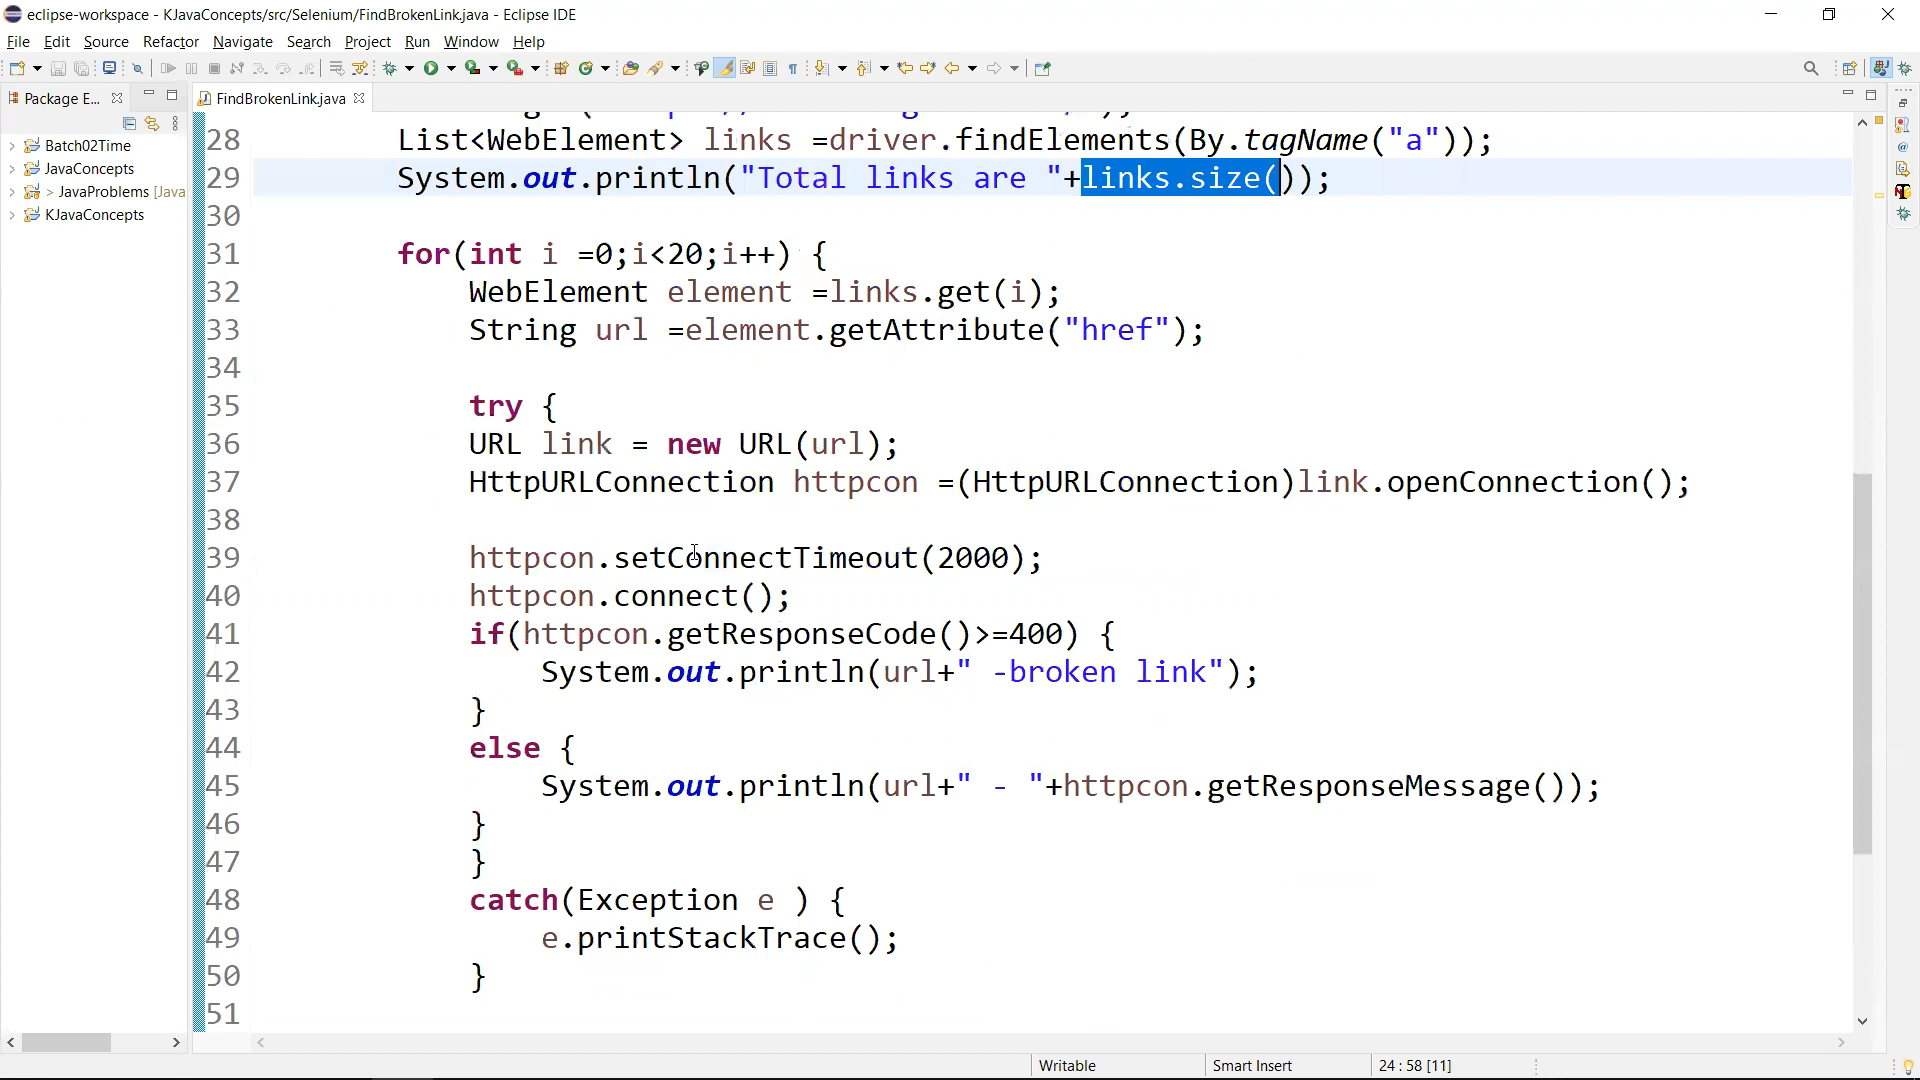 eclipse-workspace - KJavaConcepts/src/Selenium/FindBrokenLink.java - Eclipse IDE
File Edit Source Refactor Navigate Search Project Run Window Help
Package E... FindBrokenLink.java
Batch02Time
JavaConcepts
> JavaProblems [Java
KJavaConcepts
28 List<WebElement> links =driver.findElements(By.tagName("a"));
29 System.out.println("Total links are "+links.size());
30
31 for(int i =0;i<20;i++) {
32 WebElement element =links.get(i);
33 String url =element.getAttribute("href");
34
35 try {
36 URL link = new URL(url);
37 HttpURLConnection httpcon =(HttpURLConnection)link.openConnection();
38
39 httpcon.setConnectTimeout(2000);
40 httpcon.connect();
41 if(httpcon.getResponseCode()>=400) {
42 System.out.println(url+" -broken link");
43 }
44 else {
45 System.out.println(url+" - "+httpcon.getResponseMessage());
46 }
47 }
48 catch(Exception e ) {
49 e.printStackTrace();
50 }
51
Writable Smart Insert 24 : 58 [11]